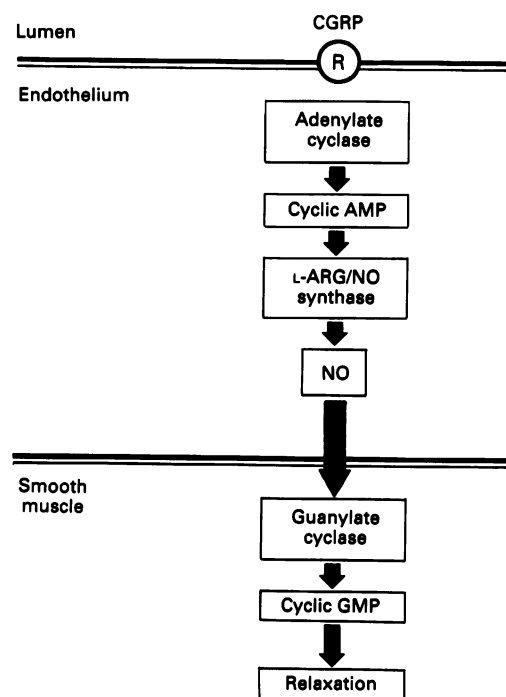 Lumen
CGRP
R
Endothelium
Adenylate
cyclase
Cyclic AMP
L-ARG/NO
synthase
NO
Smooth
muscle
Guanylate
cyclase
Cyclic GMP
Relaxation